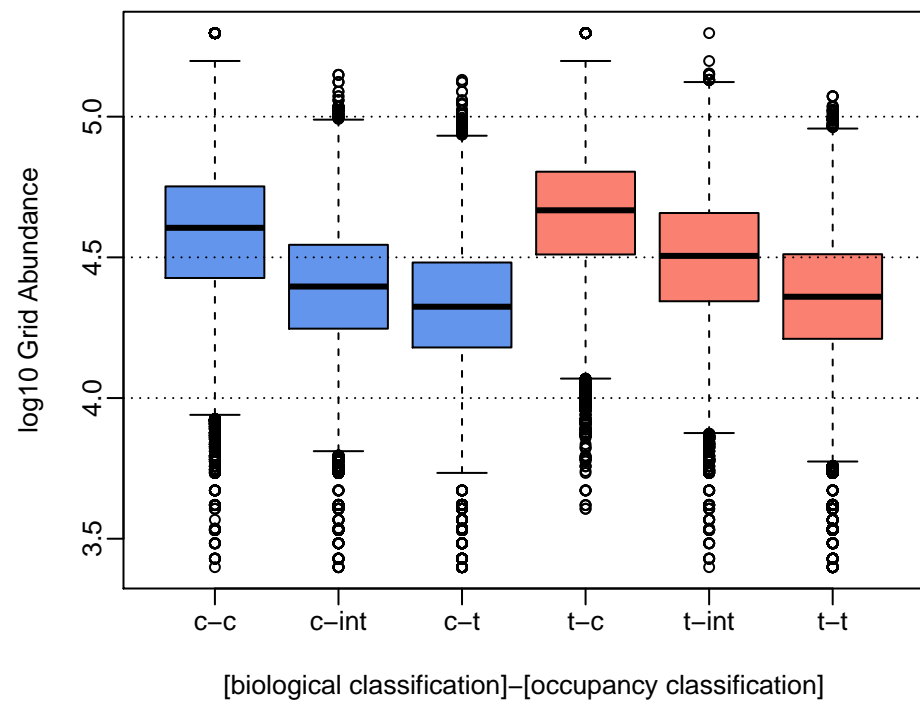 log10 Grid Abundance
5.0
4.5
4.0
3.5
c–c c–int c–t t–c t–int t–t
[biological classification]–[occupancy classification]